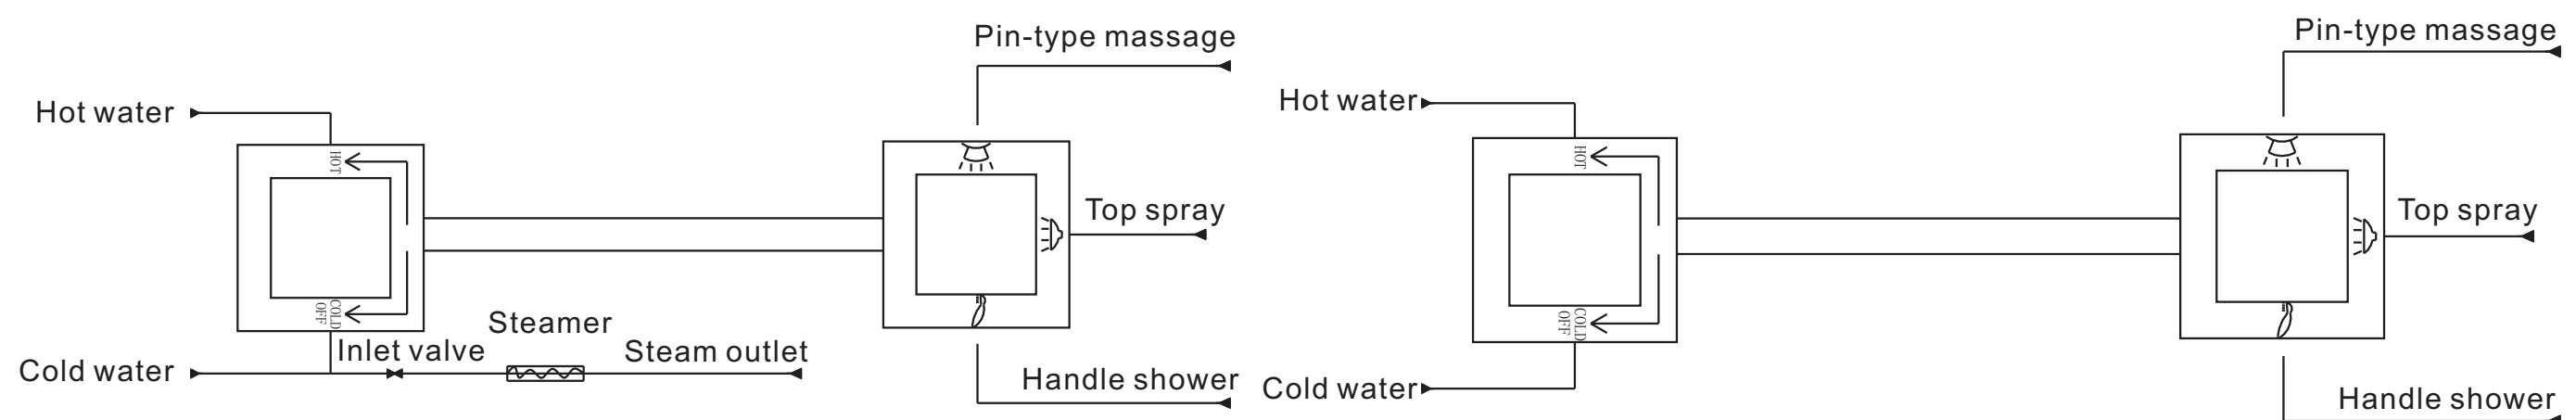 Pin-type massage
Hot water
HOT
Top spray
COLD
OFF
Steamer
Inlet valve
Steam outlet
Cold water
Handle shower
Pin-type massage
Hot water
HOT
Top spray
COLD
OFF
Cold water
Handle shower